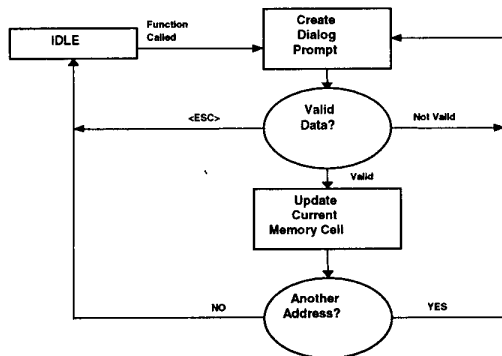 IDLE
Function
Called
Create
Dialog
Prompt
<ESC>
Valid
Data?
Not Valid
Valid
Update
Current
Memory Cell
NO
Another
Address?
YES